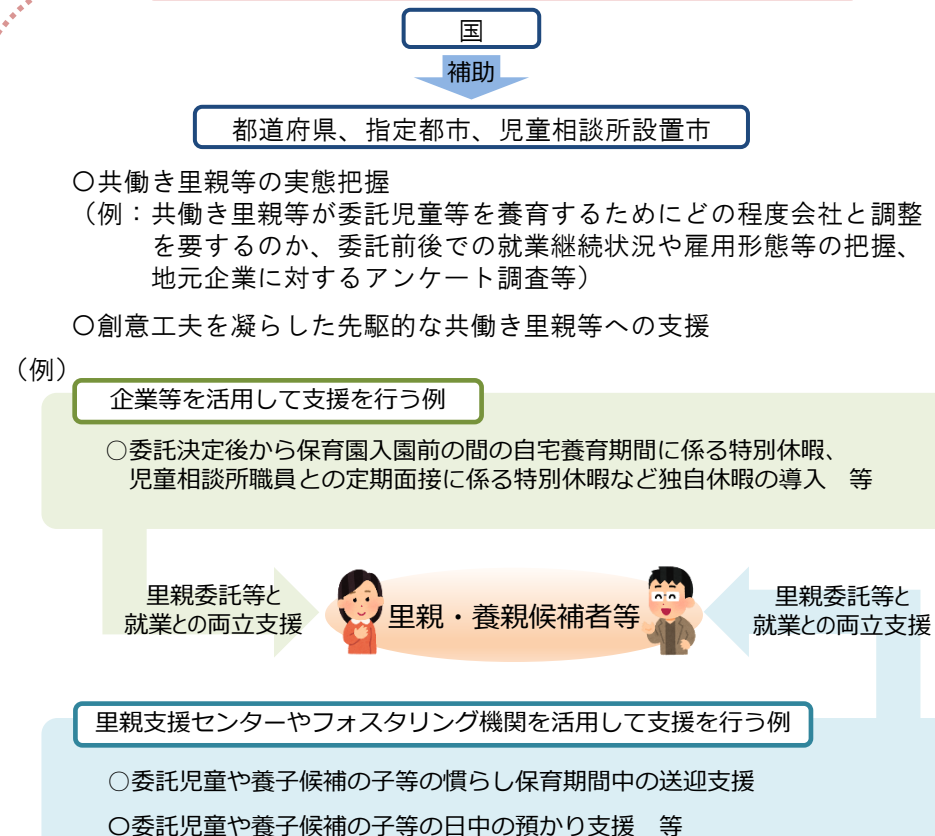 国
補助
都道府県、指定都市、児童相談所設置市
〇共働き里親等の実態把握
（例：共働き里親等が委託児童等を養育するためにどの程度会社と調整
を要するのか、委託前後での就業継続状況や雇用形態等の把握、
地元企業に対するアンケート調査等）
〇創意工夫を凝らした先駆的な共働き里親等への支援
（例）
企業等を活用して支援を行う例
○委託決定後から保育園入園前の間の自宅養育期間に係る特別休暇、
児童相談所職員との定期面接に係る特別休暇など独自休暇の導入　等
里親委託等と
就業との両立支援
里親・養親候補者等
里親委託等と
就業との両立支援
里親支援センターやフォスタリング機関を活用して支援を行う例
○委託児童や養子候補の子等の慣らし保育期間中の送迎支援
〇委託児童や養子候補の子等の日中の預かり支援　等